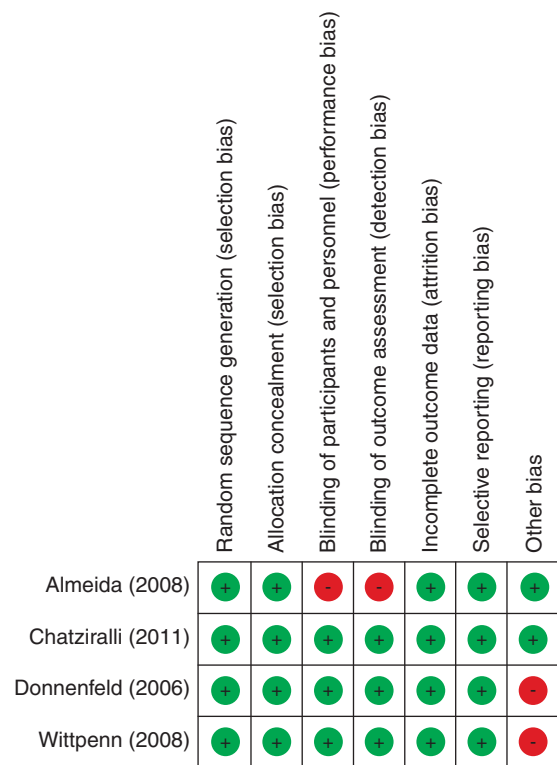 Random sequence generation (selection bias)
Allocation concealment (selection bias)
Blinding of participants and personnel (performance bias)
Blinding of outcome assessment (detection bias)
Incomplete outcome data (attrition bias)
Selective reporting (reporting bias)
Other bias
Almeida (2008) + + - - + + +
Chatziralli (2011) + + + + + + +
Donnenfeld (2006) + + + + + + -
Wittpenn (2008) + + + + + + -